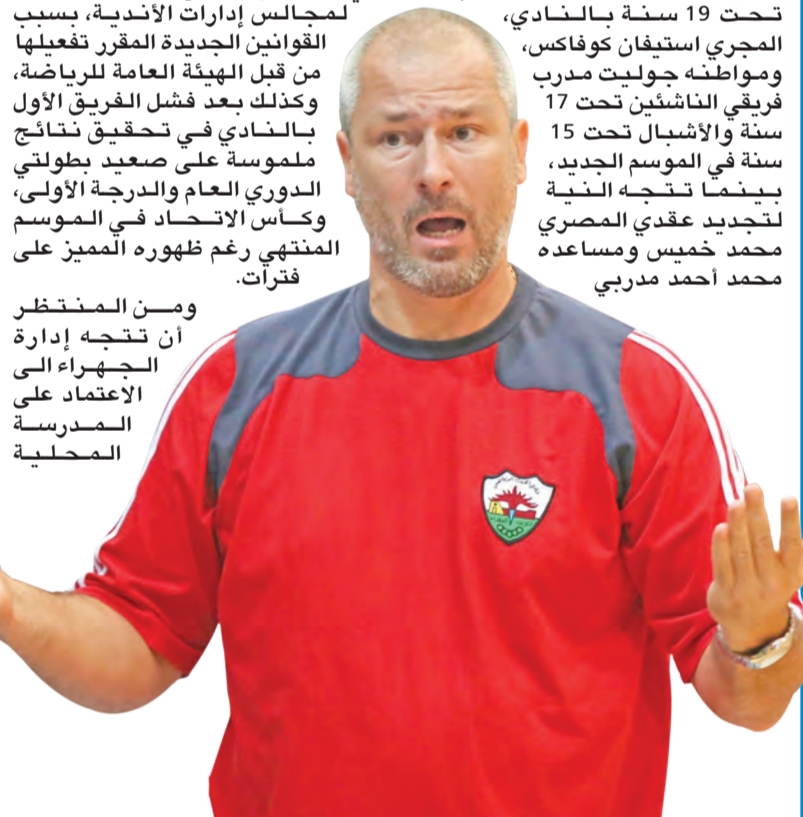 تحت 19 سنة بالنادي،
المجري استيفان كوفاكس،
ومواطنه جوليت مدرب
فريقي الناشئين تحت 17
سنة والأشبال تحت 15
سنة في الموسم الجديد،
بينما تتجه النية
لتجديد عقدي المصري
محمد خميس ومساعده
محمد أحمد مدربي
لمجالس إدارات الأندية، بسبب
القوانين الجديدة المقرر تفعيلها
من قبل الهيئة العامة للرياضة،
وكذلك بعد فشل الفريق الأول
بالنادي في تحقيق نتائج
ملموسة على صعيد بطولتي
الدوري العام والدرجة الأولى،
وكأس الاتحاد في الموسم
المنتهي رغم ظهوره المميز على
فترات.
ومن المنتظر
أن تتجه إدارة
الجهراء الى
الاعتماد على
المدرسة
المحلية